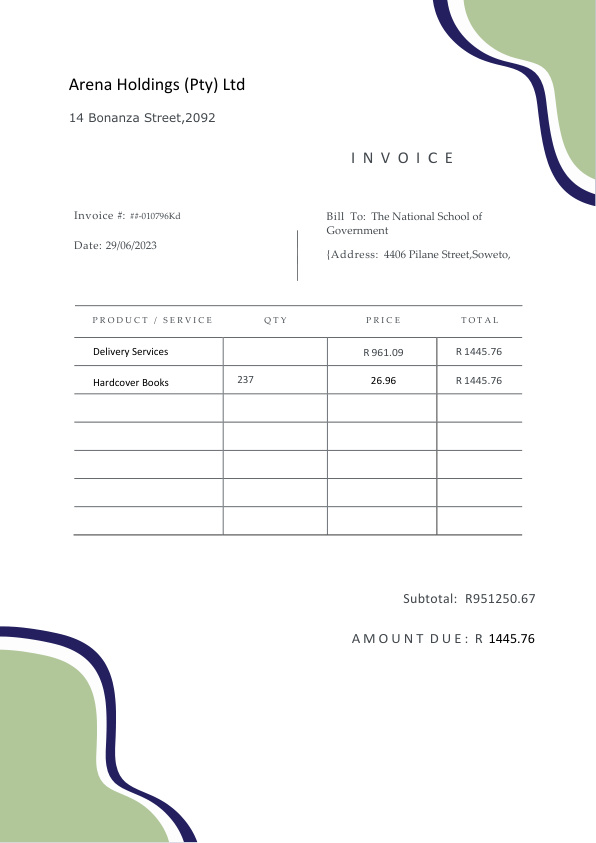 Arena Holdings (Pty) Ltd
14 Bonanza Street,2092
INVOICE
Invoice #: ##-010796Kd
Date: 29/06/2023
Bill To: The National School of
Government
{Address: 4406 Pilane Street,Soweto,
PRODUCT / SERVICE QTY PRICE TOTAL
Delivery Services R 961.09 R 1445.76
Hardcover Books 237 26.96 R 1445.76
Subtotal: R951250.67
AMOUNT DUE: R 1445.76